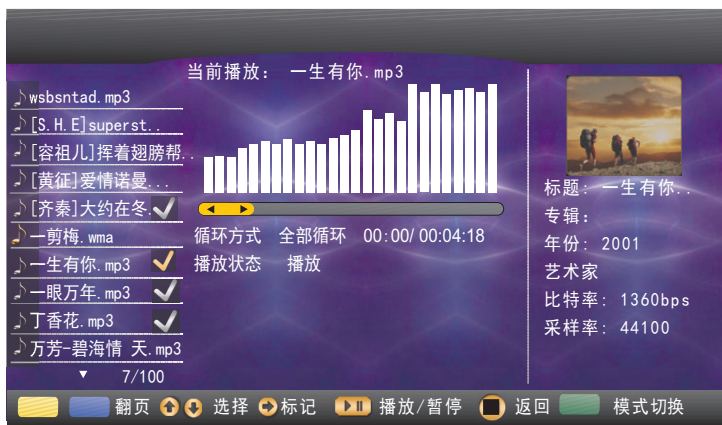 当前播放： 一生有你.mp3
wsbsntad.mp3
[S.H.E]superst..
[容祖儿]挥着翅膀帮..
[黄征]爱情诺曼...
[齐秦]大约在冬.
一剪梅.wma
一生有你.mp3
一眼万年.mp3
丁香花.mp3
万芳-碧海情 天.mp3
7/100
循环方式 全部循环 00:00/00:04:18
播放状态 播放
标题: 一生有你..
专辑:
年份: 2001
艺术家
比特率: 1360bps
采样率: 44100
翻页 选择 标记 播放/暂停 返回 模式切换